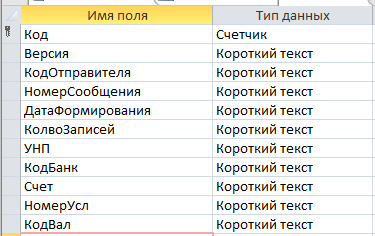 Имя поля Тип данных
Код Счетчик
Версия Короткий текст
КодОтправителя Короткий текст
НомерСообщения Короткий текст
ДатаФормирования Короткий текст
КолвоЗаписей Короткий текст
УНП Короткий текст
КодБанк Короткий текст
Счет Короткий текст
НомерУсл Короткий текст
КодВал Короткий текст